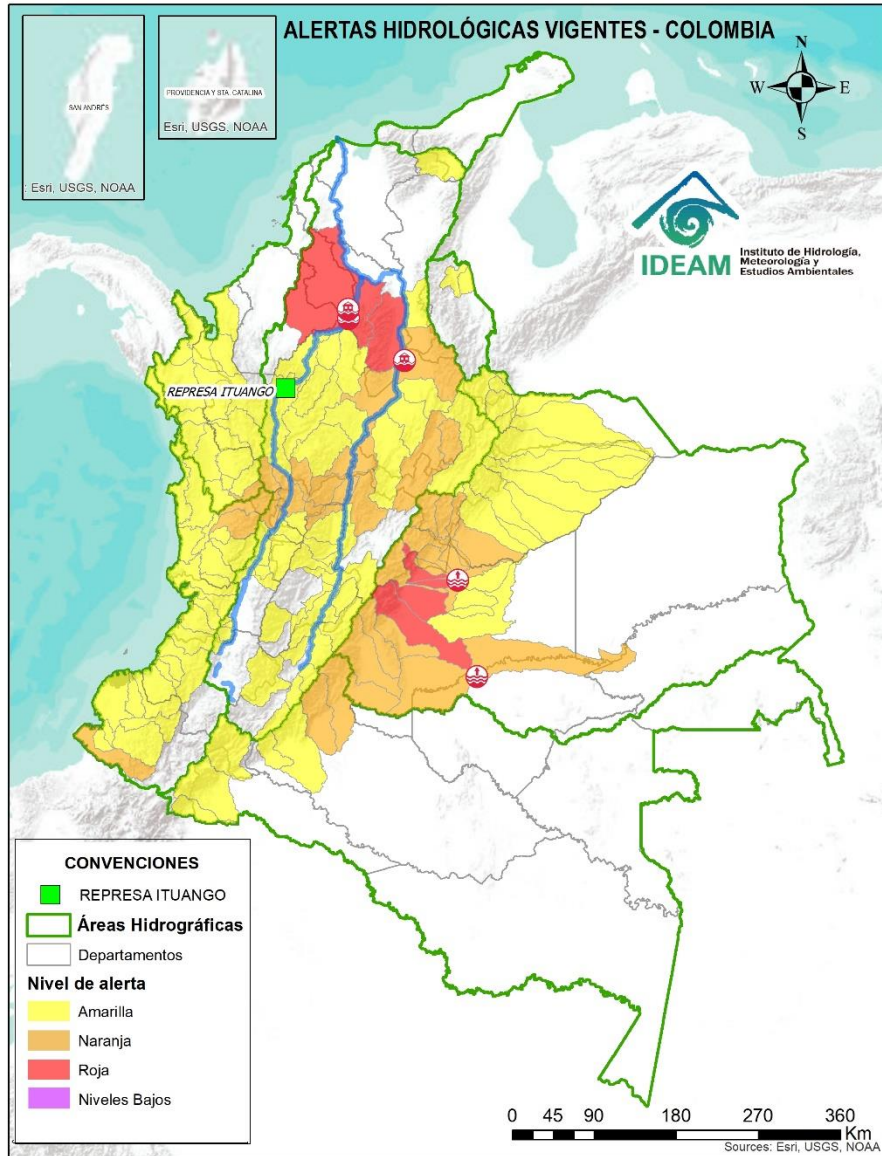 ALERTAS HIDROLÓGICAS VIGENTES - COLOMBIA
SAN ANDRÉS
: Esri, USGS, NOAA
PROVIDENCIA Y STA. CATALINA
Esri, USGS, NOAA
N
W
E
S
IDEAM
Instituto de Hidrología,
Meteorología y
Estudios Ambientales
REPRESA ITUANGO
CONVENCIONES
REPRESA ITUANGO
Áreas Hidrográficas
Departamentos
Nivel de alerta
Amarilla
Naranja
Roja
Niveles Bajos
0 45 90 180 270 360
Km
Sources: Esri, USGS, NOAA